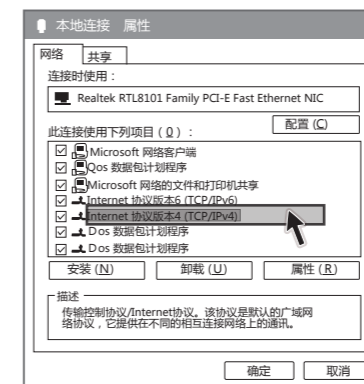 本地连接 属性
网络 共享
连接时使用：
Realtek RTL8101 Family PCI-E Fast Ethernet NIC
配置 (C)
此连接使用下列项目 ( Q ) ：
Microsoft 网络客户端
Qos 数据包计划程序
Microsoft 网络的文件和打印机共享
Internet 协议版本6 (TCP/IPv6)
Internet 协议版本4 (TCP/IPv4)
Dos 数据包计划程序
Dos 数据包计划程序
安装 (N) 卸载 (U) 属性 (R)
描述
传输控制协议/Internet协议。该协议是默认的广域网
络协议，它提供在不同的相互连接网络上的通讯。
确定 取消